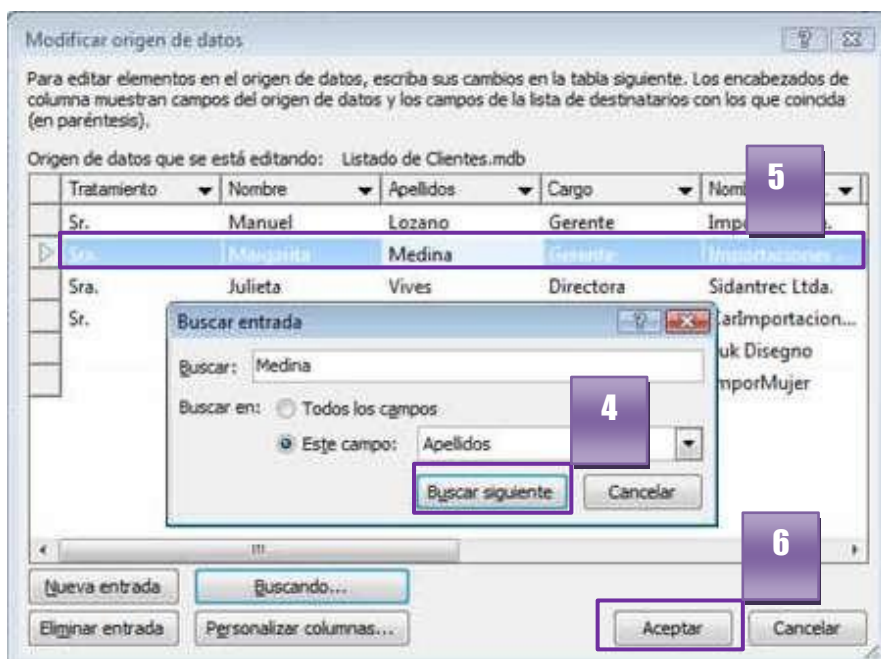 Modificar origen de datos
Para editar elementos en el origen de datos, escriba sus cambios en la tabla siguiente. Los encabezados de
columna muestran campos del origen de datos y los campos de la lista de destinatarios con los que coincida
(en paréntesis).
Origen de datos que se está editando: Listado de Clientes.mdb
5
Tratamiento Nombre Apellidos Cargo
Sr. Manuel Lozano Gerente
Sra. Margarita Medina Gerente Importaciones
Sra. Julieta Vives Directora Sidantrec Ltda.
Sr.
Buscar entrada
Buscar: Medina
Buscar en: Todos los campos
4
Este campo: Apellidos
Buscar siguiente Cancelar
6
Nueva entrada Buscando...
Eliminar entrada Personalizar columnas... Aceptar Cancelar